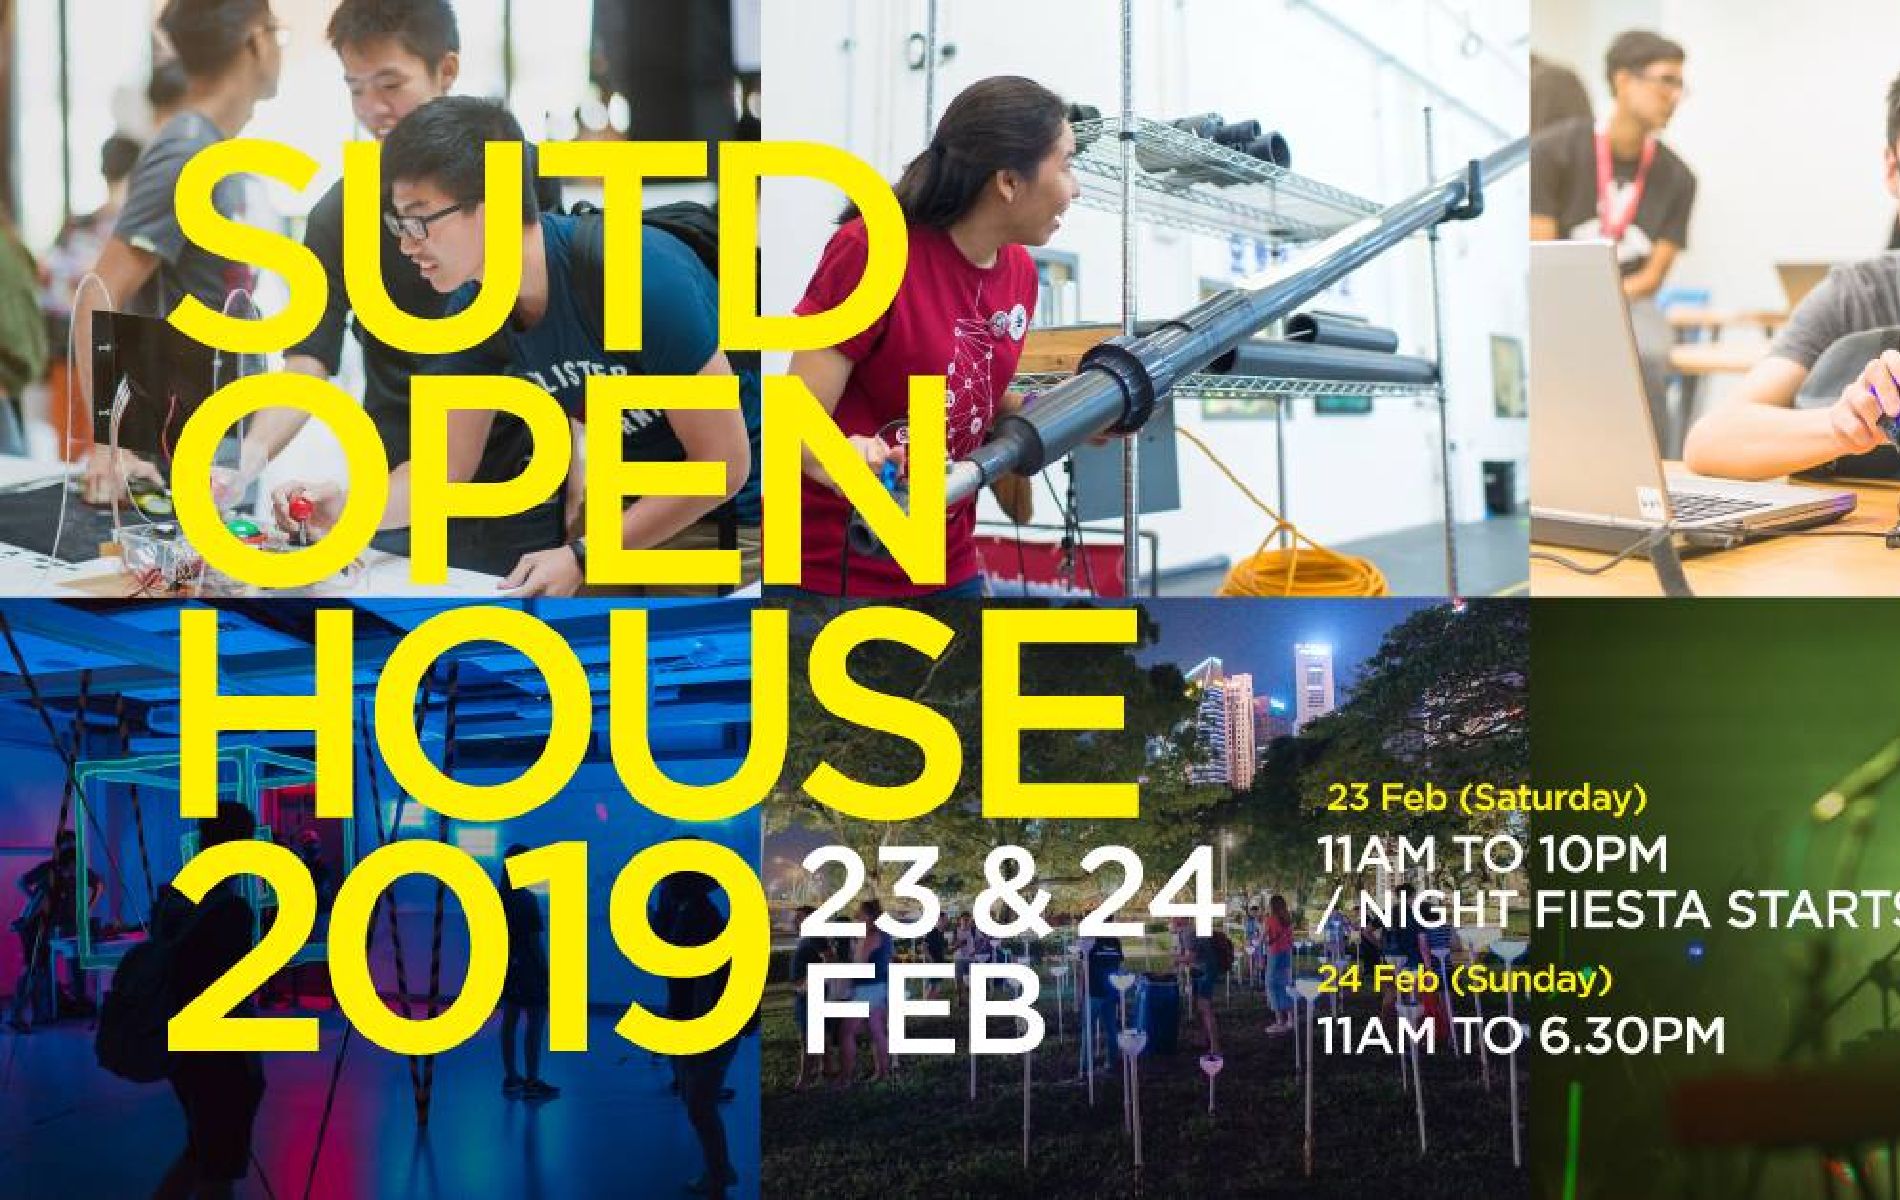 SUTD
OPEN
HOUSE
2019
23 & 24
FEB
23 Feb (Saturday)
11AM TO 10PM
/ NIGHT FIESTA STARTS
24 Feb (Sunday)
11AM TO 6.30PM